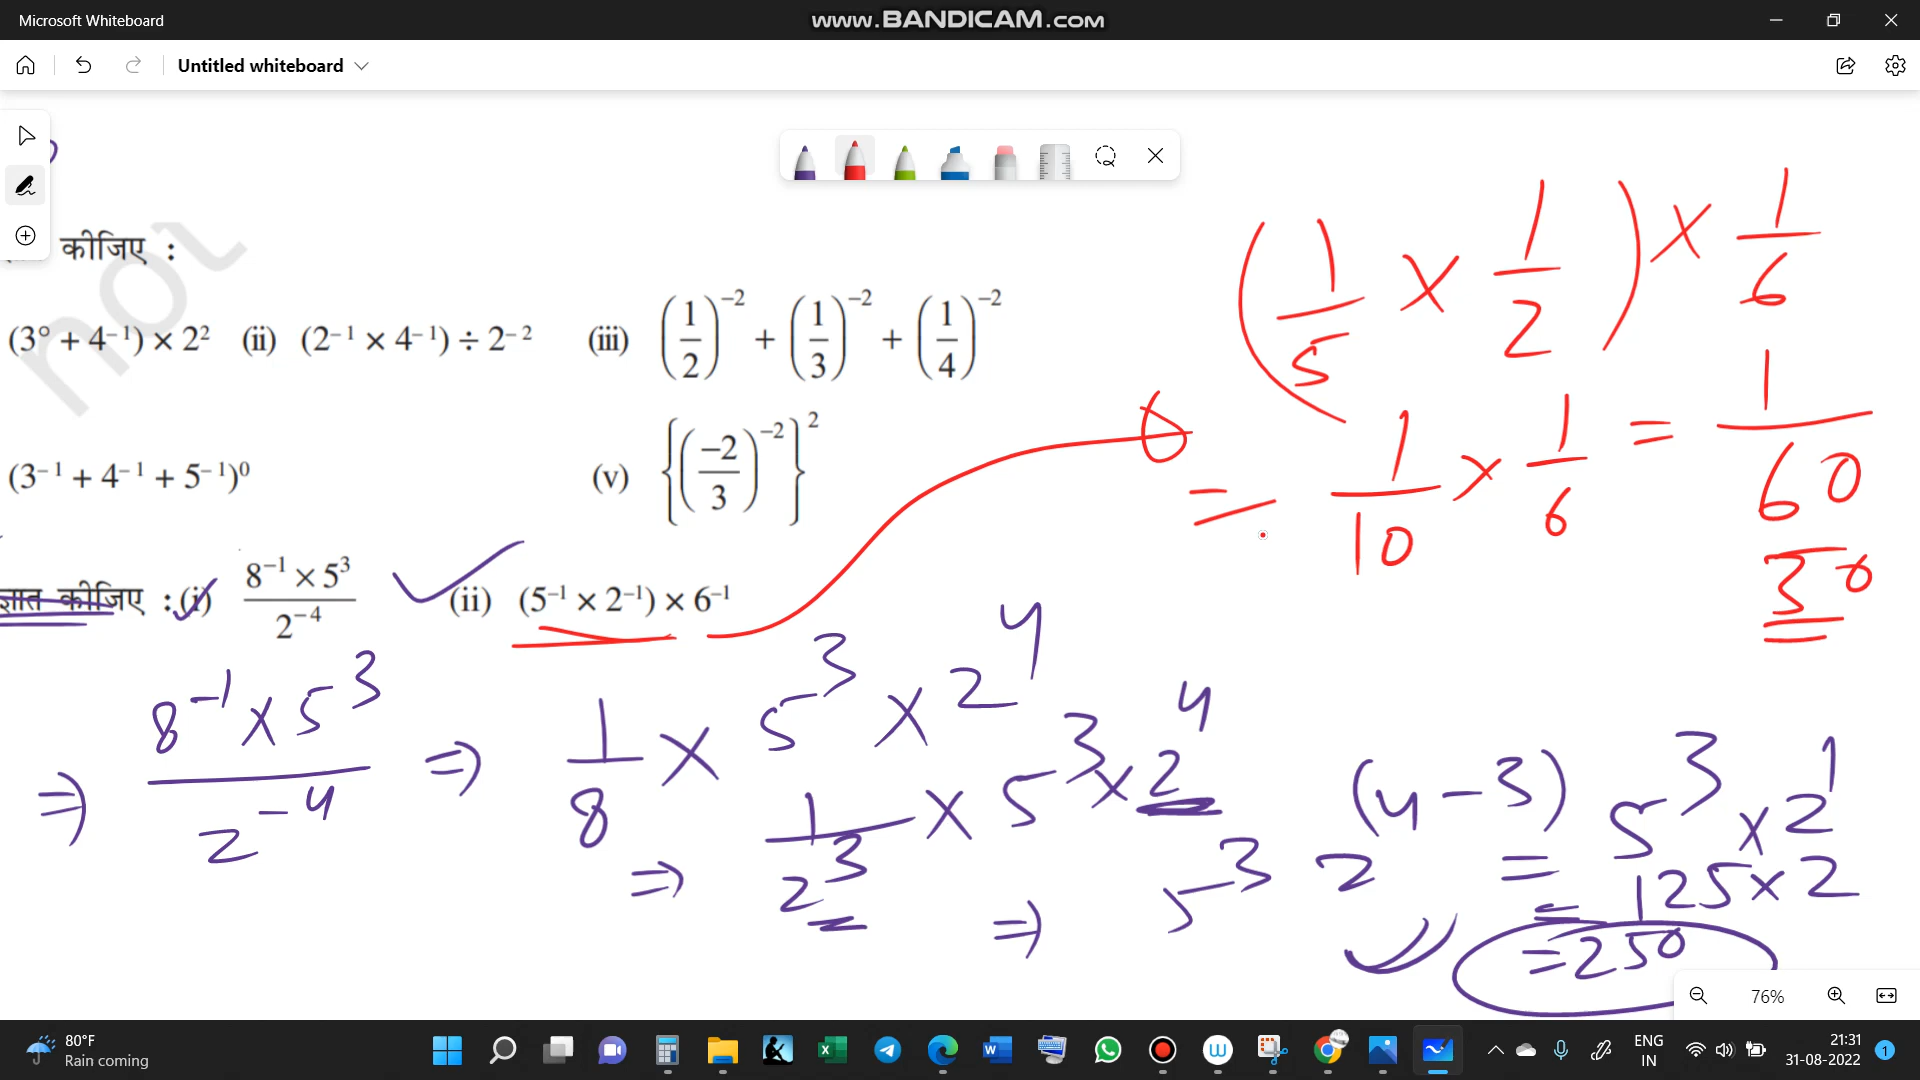 Microsoft Whiteboard
www.BANDICAM.com
Untitled whiteboard
not
कीजिए :
(3° + 4⁻¹) × 2² (ii) (2⁻¹ × 4⁻¹) ÷ 2⁻² (iii) (1/2)⁻² + (1/3)⁻² + (1/4)⁻²
(3⁻¹ + 4⁻¹ + 5⁻¹)⁰ (v) {(-2/3)⁻²}²
ज्ञात कीजिए : (i) (8⁻¹ × 5³)/2⁻⁴ (ii) (5⁻¹ × 2⁻¹) × 6⁻¹
(1/5 × 1/2) × 1/6
= 1/10 × 1/6 = 1/60
⇒ (8⁻¹ × 5³)/2⁻⁴ ⇒ 1/8 × 5³ × 2⁴
⇒ 1/2³ × 5³ × 2⁴
⇒ 5³ 2⁽⁴⁻³⁾ = 5³ × 2¹
= 125 × 2
= 250
76%
80°F
Rain coming
ENG
IN
21:31
31-08-2022
1